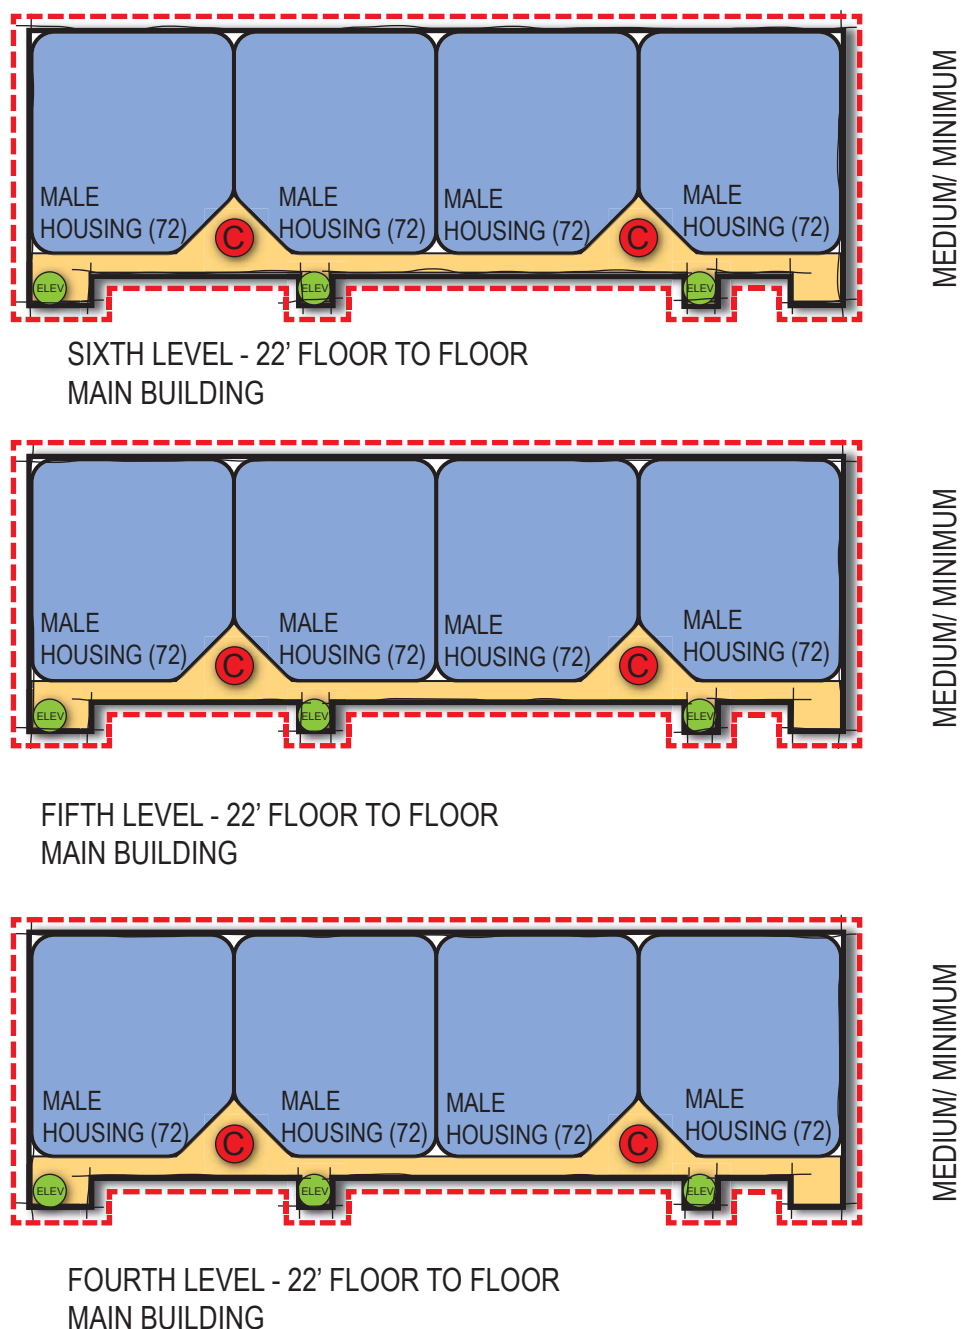 MALE
HOUSING (72)
MALE
HOUSING (72)
MALE
HOUSING (72)
MALE
HOUSING (72)
C
C
ELEV
ELEV
ELEV
MEDIUM/ MINIMUM
SIXTH LEVEL - 22’ FLOOR TO FLOOR
MAIN BUILDING
MALE
HOUSING (72)
MALE
HOUSING (72)
MALE
HOUSING (72)
MALE
HOUSING (72)
C
C
ELEV
ELEV
ELEV
MEDIUM/ MINIMUM
FIFTH LEVEL - 22’ FLOOR TO FLOOR
MAIN BUILDING
MALE
HOUSING (72)
MALE
HOUSING (72)
MALE
HOUSING (72)
MALE
HOUSING (72)
C
C
ELEV
ELEV
ELEV
MEDIUM/ MINIMUM
FOURTH LEVEL - 22’ FLOOR TO FLOOR
MAIN BUILDING